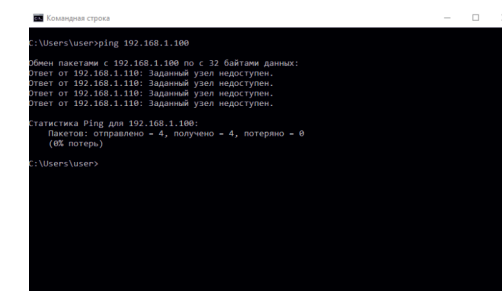 Командная строка
C:\Users\user>ping 192.168.1.100
Обмен пакетами с 192.168.1.100 по с 32 байтами данных:
Ответ от 192.168.1.110: Заданный узел недоступен.
Ответ от 192.168.1.110: Заданный узел недоступен.
Ответ от 192.168.1.110: Заданный узел недоступен.
Ответ от 192.168.1.110: Заданный узел недоступен.
Статистика Ping для 192.168.1.100:
Пакетов: отправлено = 4, получено = 4, потеряно = 0
(0% потерь)
C:\Users\user>